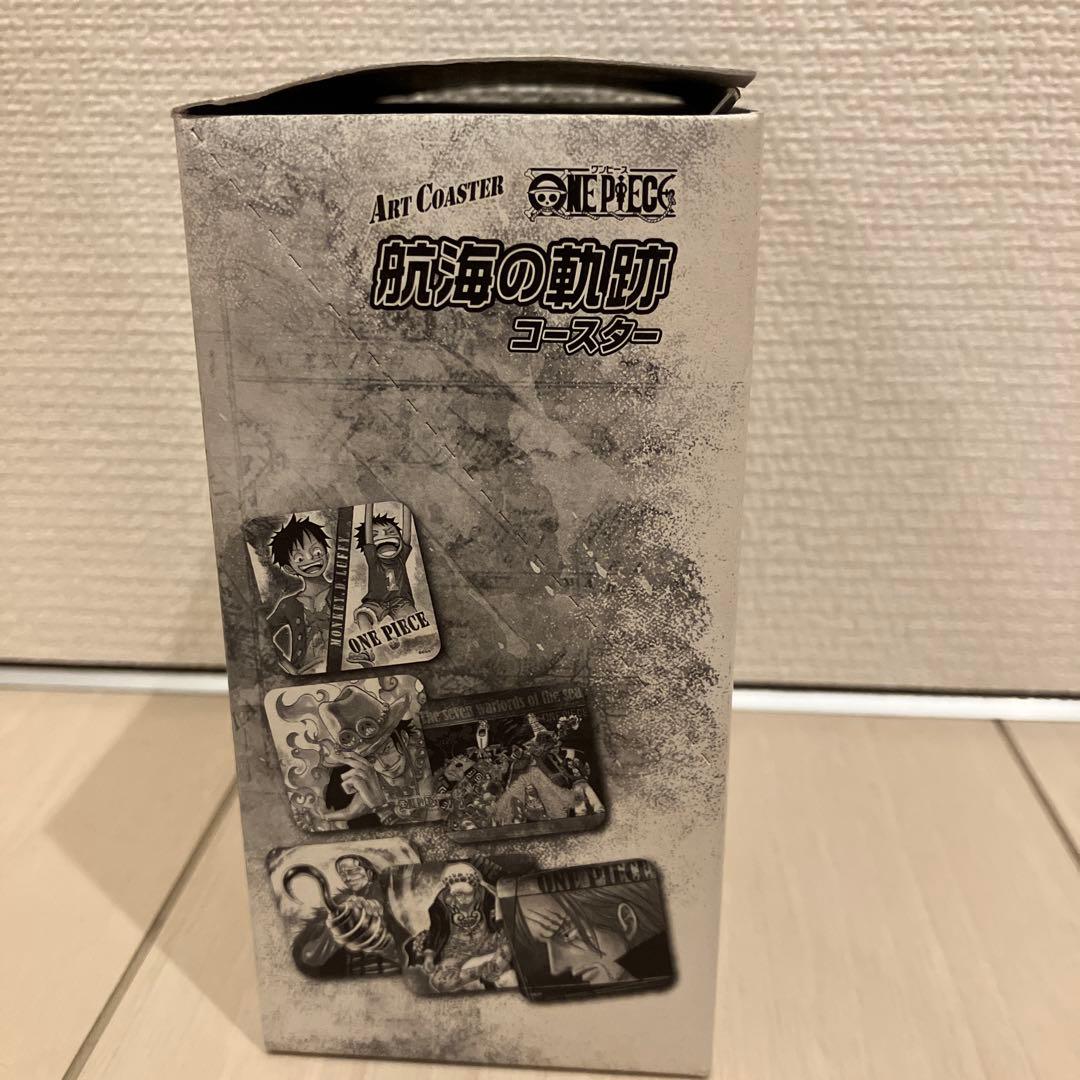 ART COASTER
ワンピース
ONE PIECE
航海の軌跡
コースター
MONKEY.D.LUFFY
1
ONE PIECE
The seven warlords of the sea
ONE PIECE